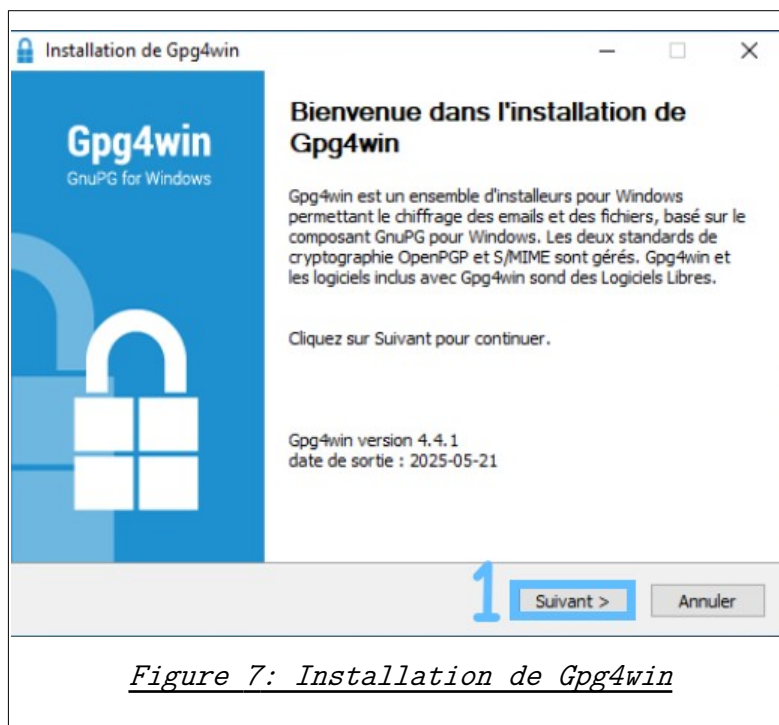 Installation de Gpg4win
Gpg4win
GnuPG for Windows
Bienvenue dans l'installation de
Gpg4win
Gpg4win est un ensemble d'installeurs pour Windows
permettant le chiffrage des emails et des fichiers, basé sur le
composant GnuPG pour Windows. Les deux standards de
cryptographie OpenPGP et S/MIME sont gérés. Gpg4win et
les logiciels inclus avec Gpg4win sond des Logiciels Libres.
Cliquez sur Suivant pour continuer.
Gpg4win version 4.4.1
date de sortie : 2025-05-21
1 Suivant > Annuler
Figure 7: Installation de Gpg4win